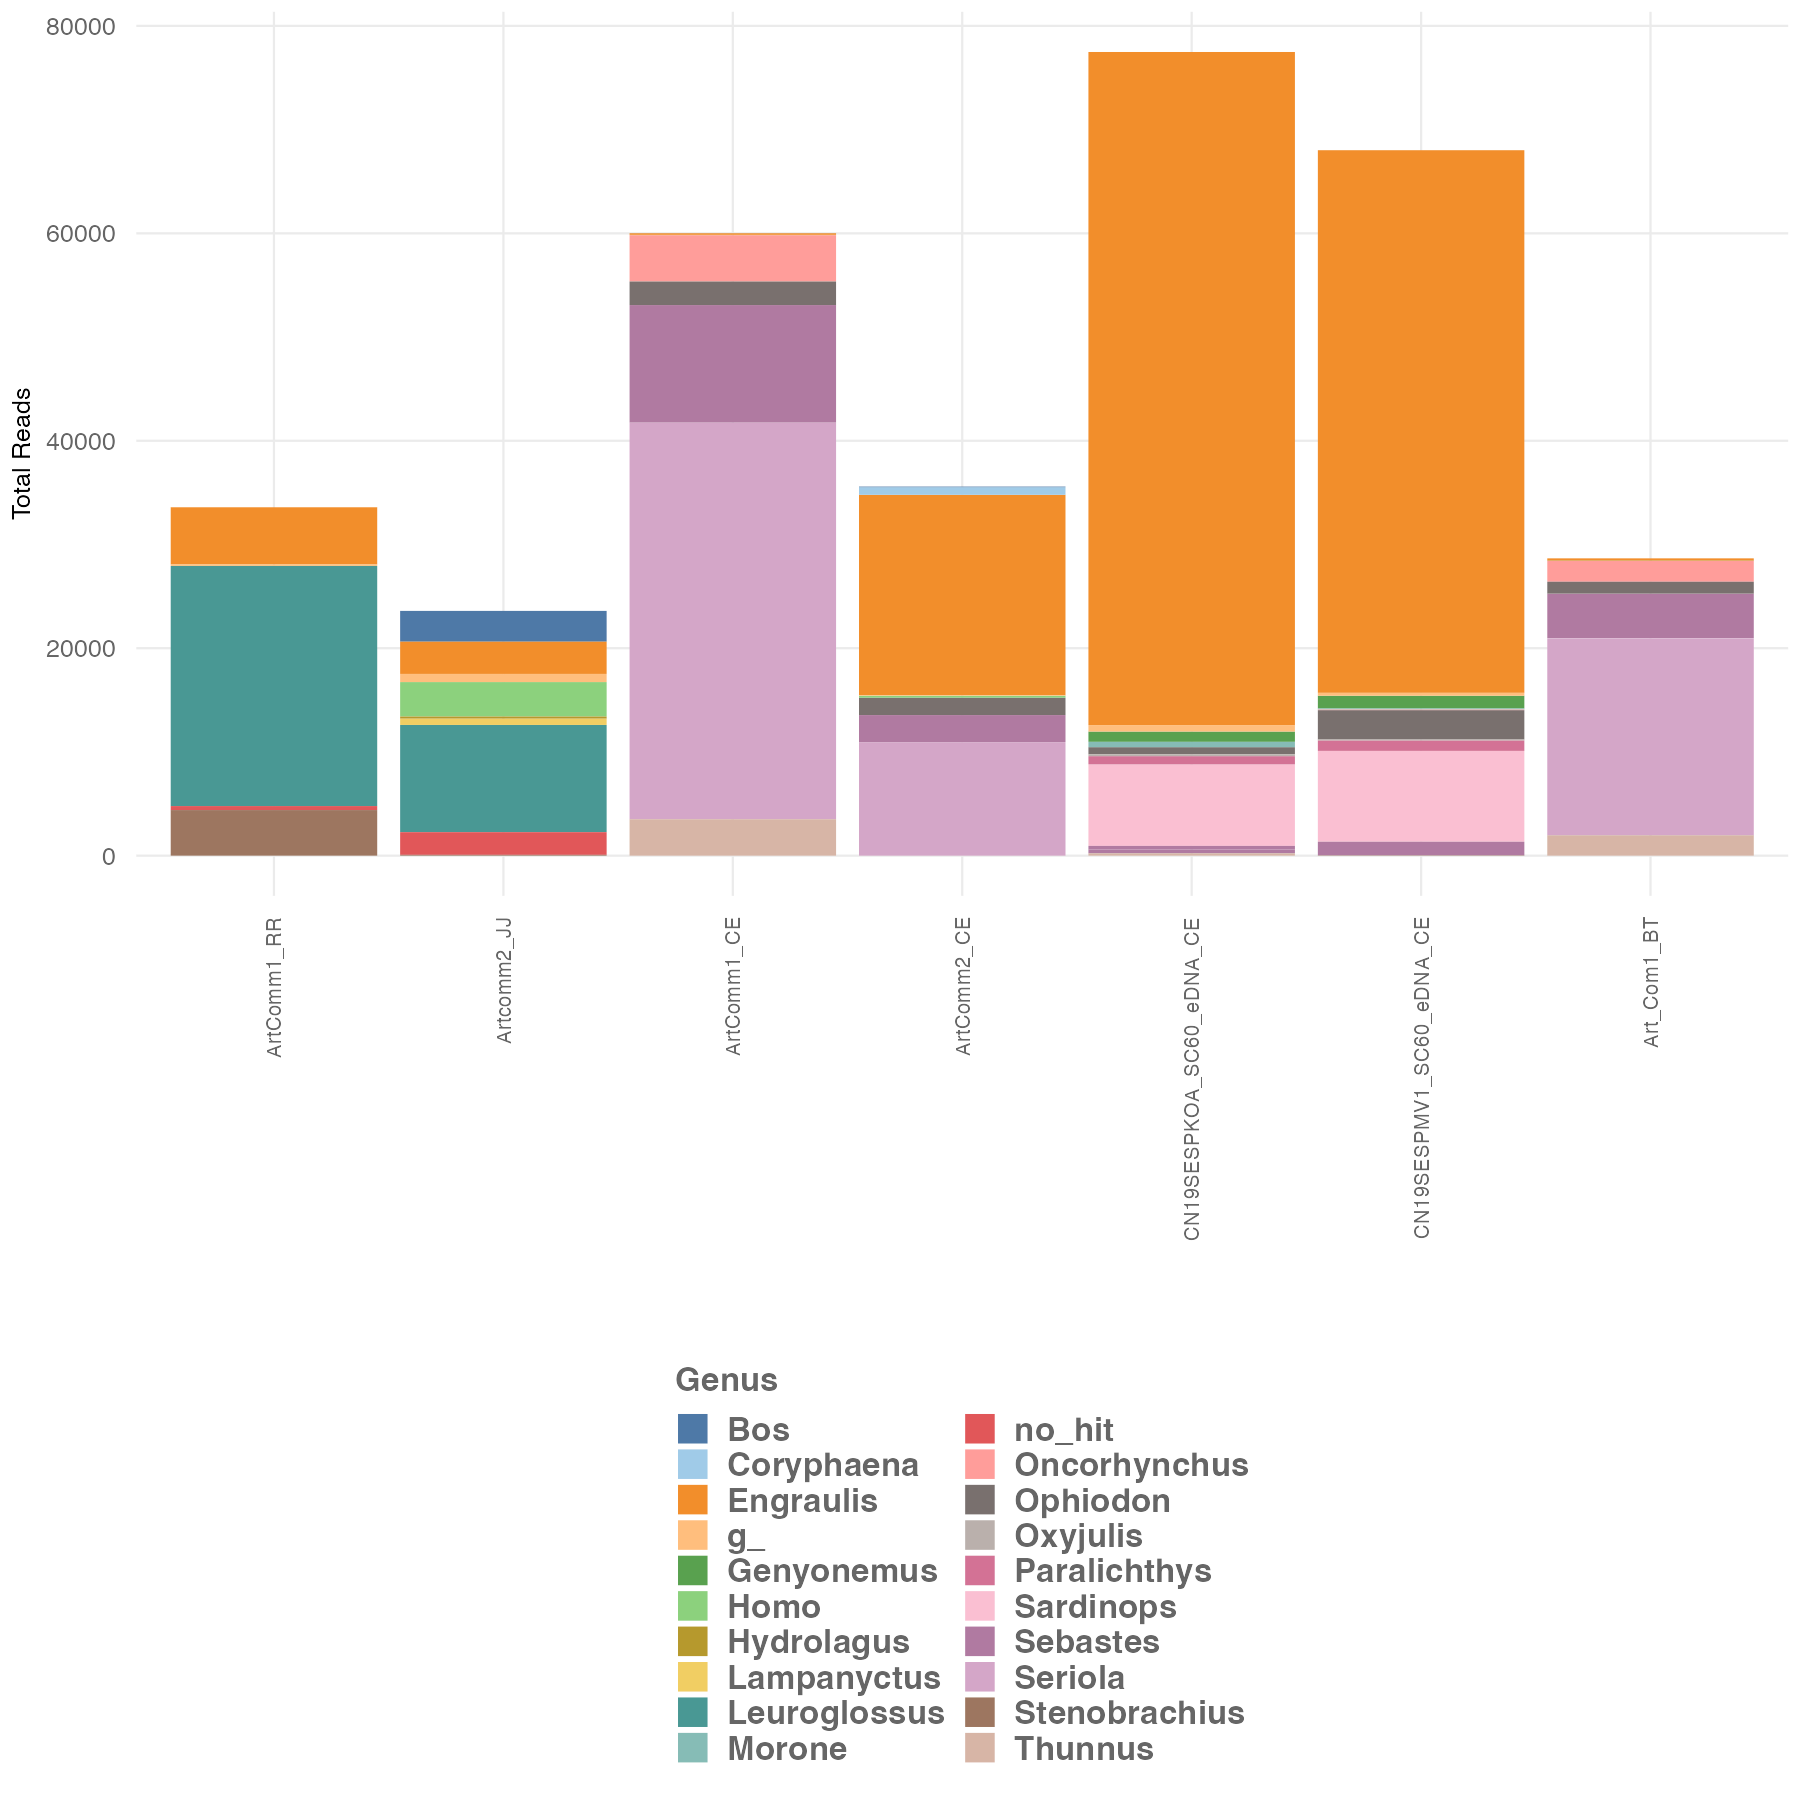 80000
60000
40000
20000
0
Total Reads
ArtComm1_RR
Artcomm2_JJ
ArtComm1_CE
ArtComm2_CE
CN19SESPKOA_SC60_eDNA_CE
CN19SESPMV1_SC60_eDNA_CE
Art_Com1_BT
Genus
Bos
Coryphaena
Engraulis
g_
Genyonemus
Homo
Hydrolagus
Lampanyctus
Leuroglossus
Morone
no_hit
Oncorhynchus
Ophiodon
Oxyjulis
Paralichthys
Sardinops
Sebastes
Seriola
Stenobrachius
Thunnus